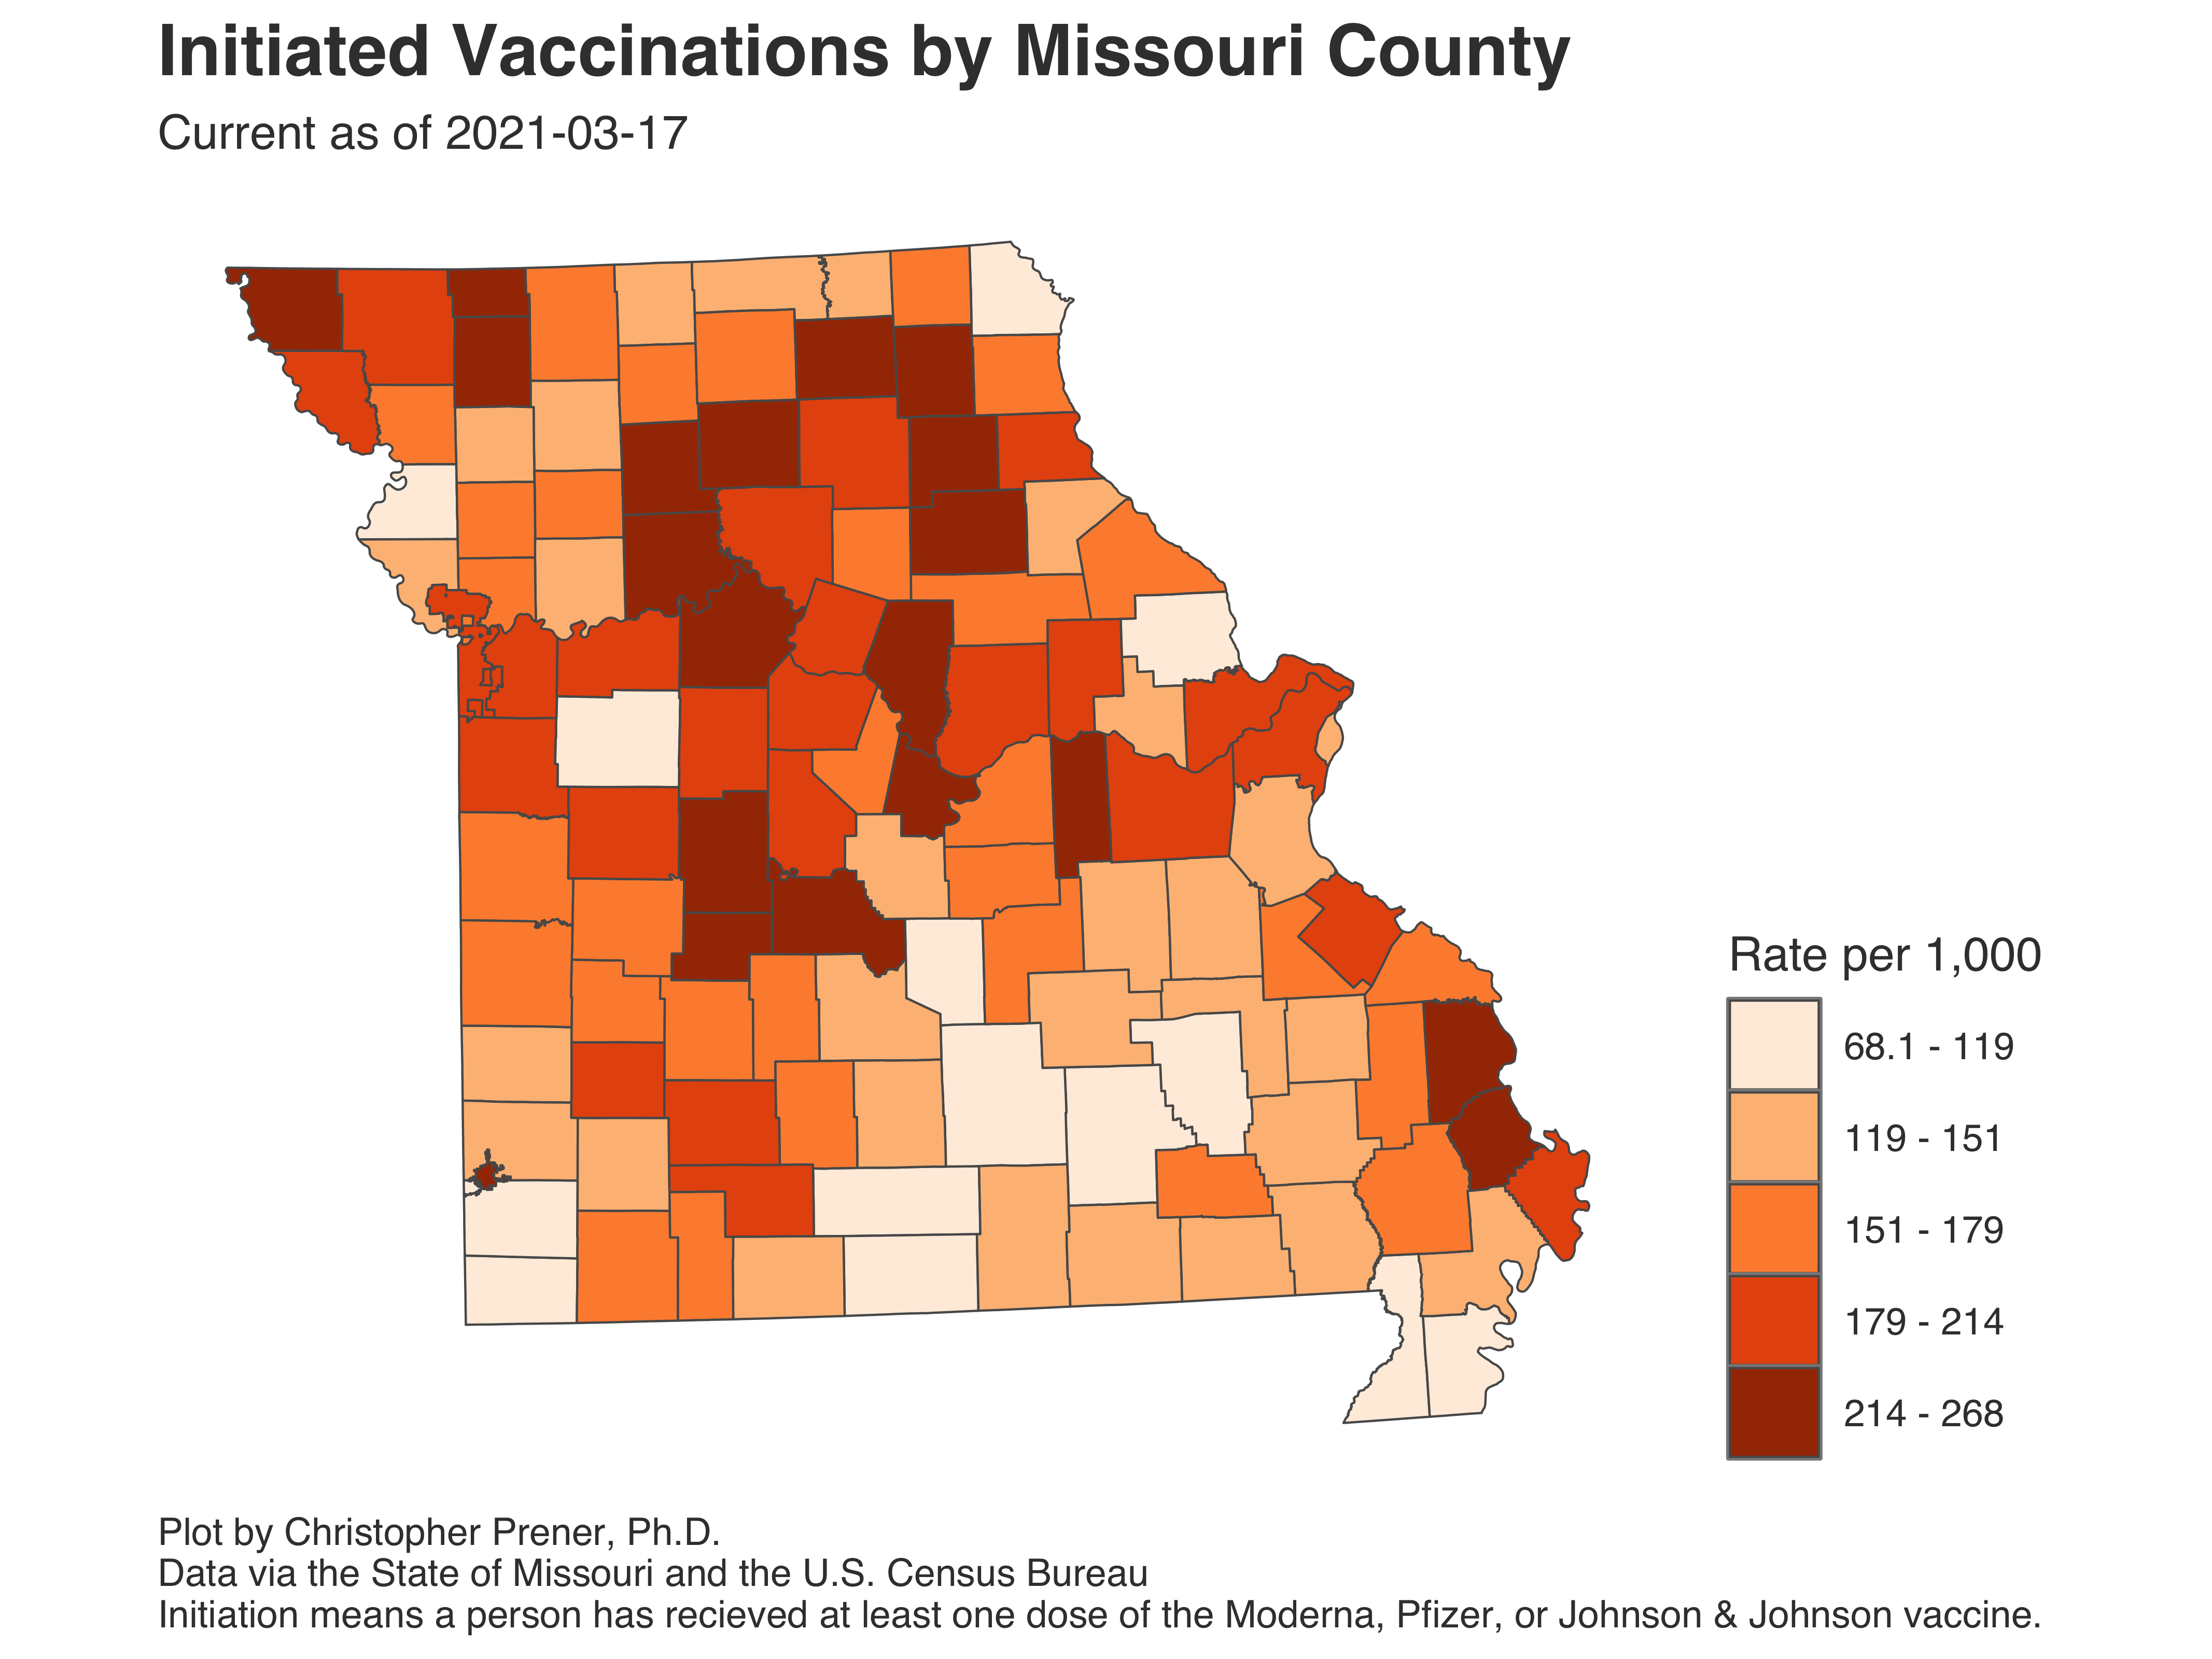 Initiated Vaccinations by Missouri County
Current as of 2021-03-17
Rate per 1,000
68.1 - 119
119 - 151
151 - 179
179 - 214
214 - 268
Plot by Christopher Prener, Ph.D.
Data via the State of Missouri and the U.S. Census Bureau
Initiation means a person has recieved at least one dose of the Moderna, Pfizer, or Johnson & Johnson vaccine.